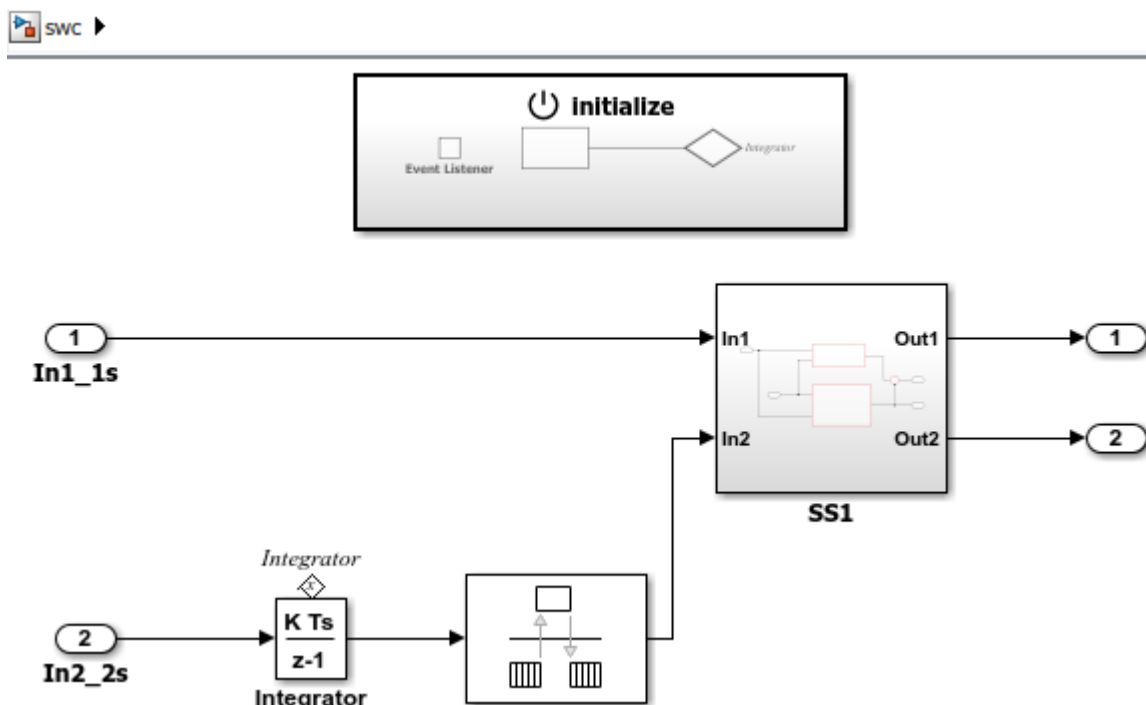 swc
initialize
Event Listener
Integrator
1
In1_1s
In1
Out1
1
In2
Out2
2
SS1
Integrator
x
2
In2_2s
K Ts
z-1
Integrator